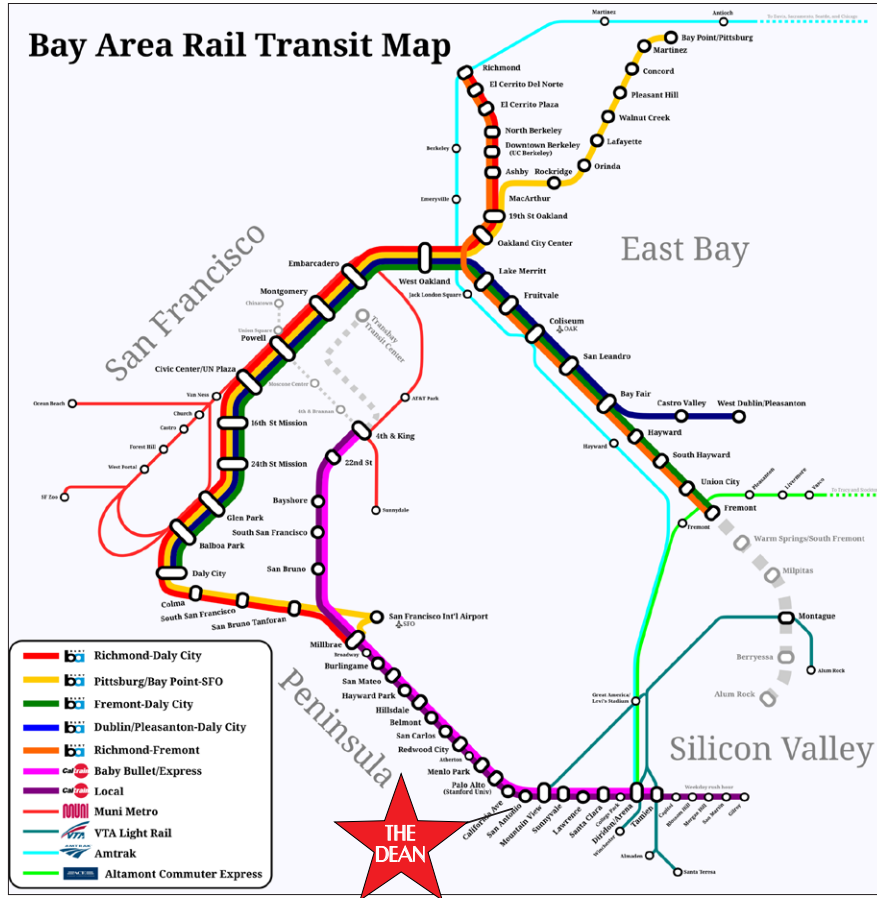 Bay Area Rail Transit Map
Martinez
Antioch
Bay Point/Pittsburg
Martinez
Concord
Pleasant Hill
Walnut Creek
Lafayette
Orinda
Rockridge
Richmond
El Cerrito Del Norte
El Cerrito Plaza
North Berkeley
Downtown Berkeley
(UC Berkeley)
Ashby
MacArthur
19th St Oakland
Oakland City Center
Berkeley
Emeryville
East Bay
San Francisco
Embarcadero
West Oakland
Lake Merritt
Jack London Square
Fruitvale
Coliseum
OAK
San Leandro
Bay Fair
Castro Valley
West Dublin/Pleasanton
Hayward
Hayward
South Hayward
Union City
Fremont
Fremont
Pleasanton
Livermore
Vasco
Warm Springs/South Fremont
Milpitas
Montague
Berryessa
Alum Rock
Alum Rock
Montgomery
Chinatown
Union Square
Powell
Transbay
Transit Center
Moscone Center
4th & Brannan
AT&T Park
4th & King
Civic Center/UN Plaza
Van Ness
Church
Castro
Forest Hill
West Portal
Ocean Beach
SF Zoo
16th St Mission
24th St Mission
22nd St
Sunnydale
Glen Park
Balboa Park
Daly City
Bayshore
South San Francisco
San Bruno
Colma
South San Francisco
San Bruno Tanforan
San Francisco Int'l Airport
SFO
Millbrae
Broadway
Burlingame
San Mateo
Hayward Park
Hillsdale
Belmont
San Carlos
Redwood City
Atherton
Menlo Park
Palo Alto
(Stanford Univ)
California Ave
San Antonio
Mountain View
Sunnyvale
Lawrence
Santa Clara
College Park
Diridon/Arena
Tamien
Capitol
Blossom Hill
Morgan Hill
San Martin
Gilroy
Weekday rush hour
Great America/
Levi's Stadium
Winchester
Almaden
Santa Teresa
Peninsula
Silicon Valley
ba Richmond-Daly City
ba Pittsburg/Bay Point-SFO
ba Fremont-Daly City
ba Dublin/Pleasanton-Daly City
ba Richmond-Fremont
Cal Baby Bullet/Express
Cal Local
MUNI Muni Metro
VTA VTA Light Rail
AMTRAK Amtrak
ACE Altamont Commuter Express
THE
DEAN